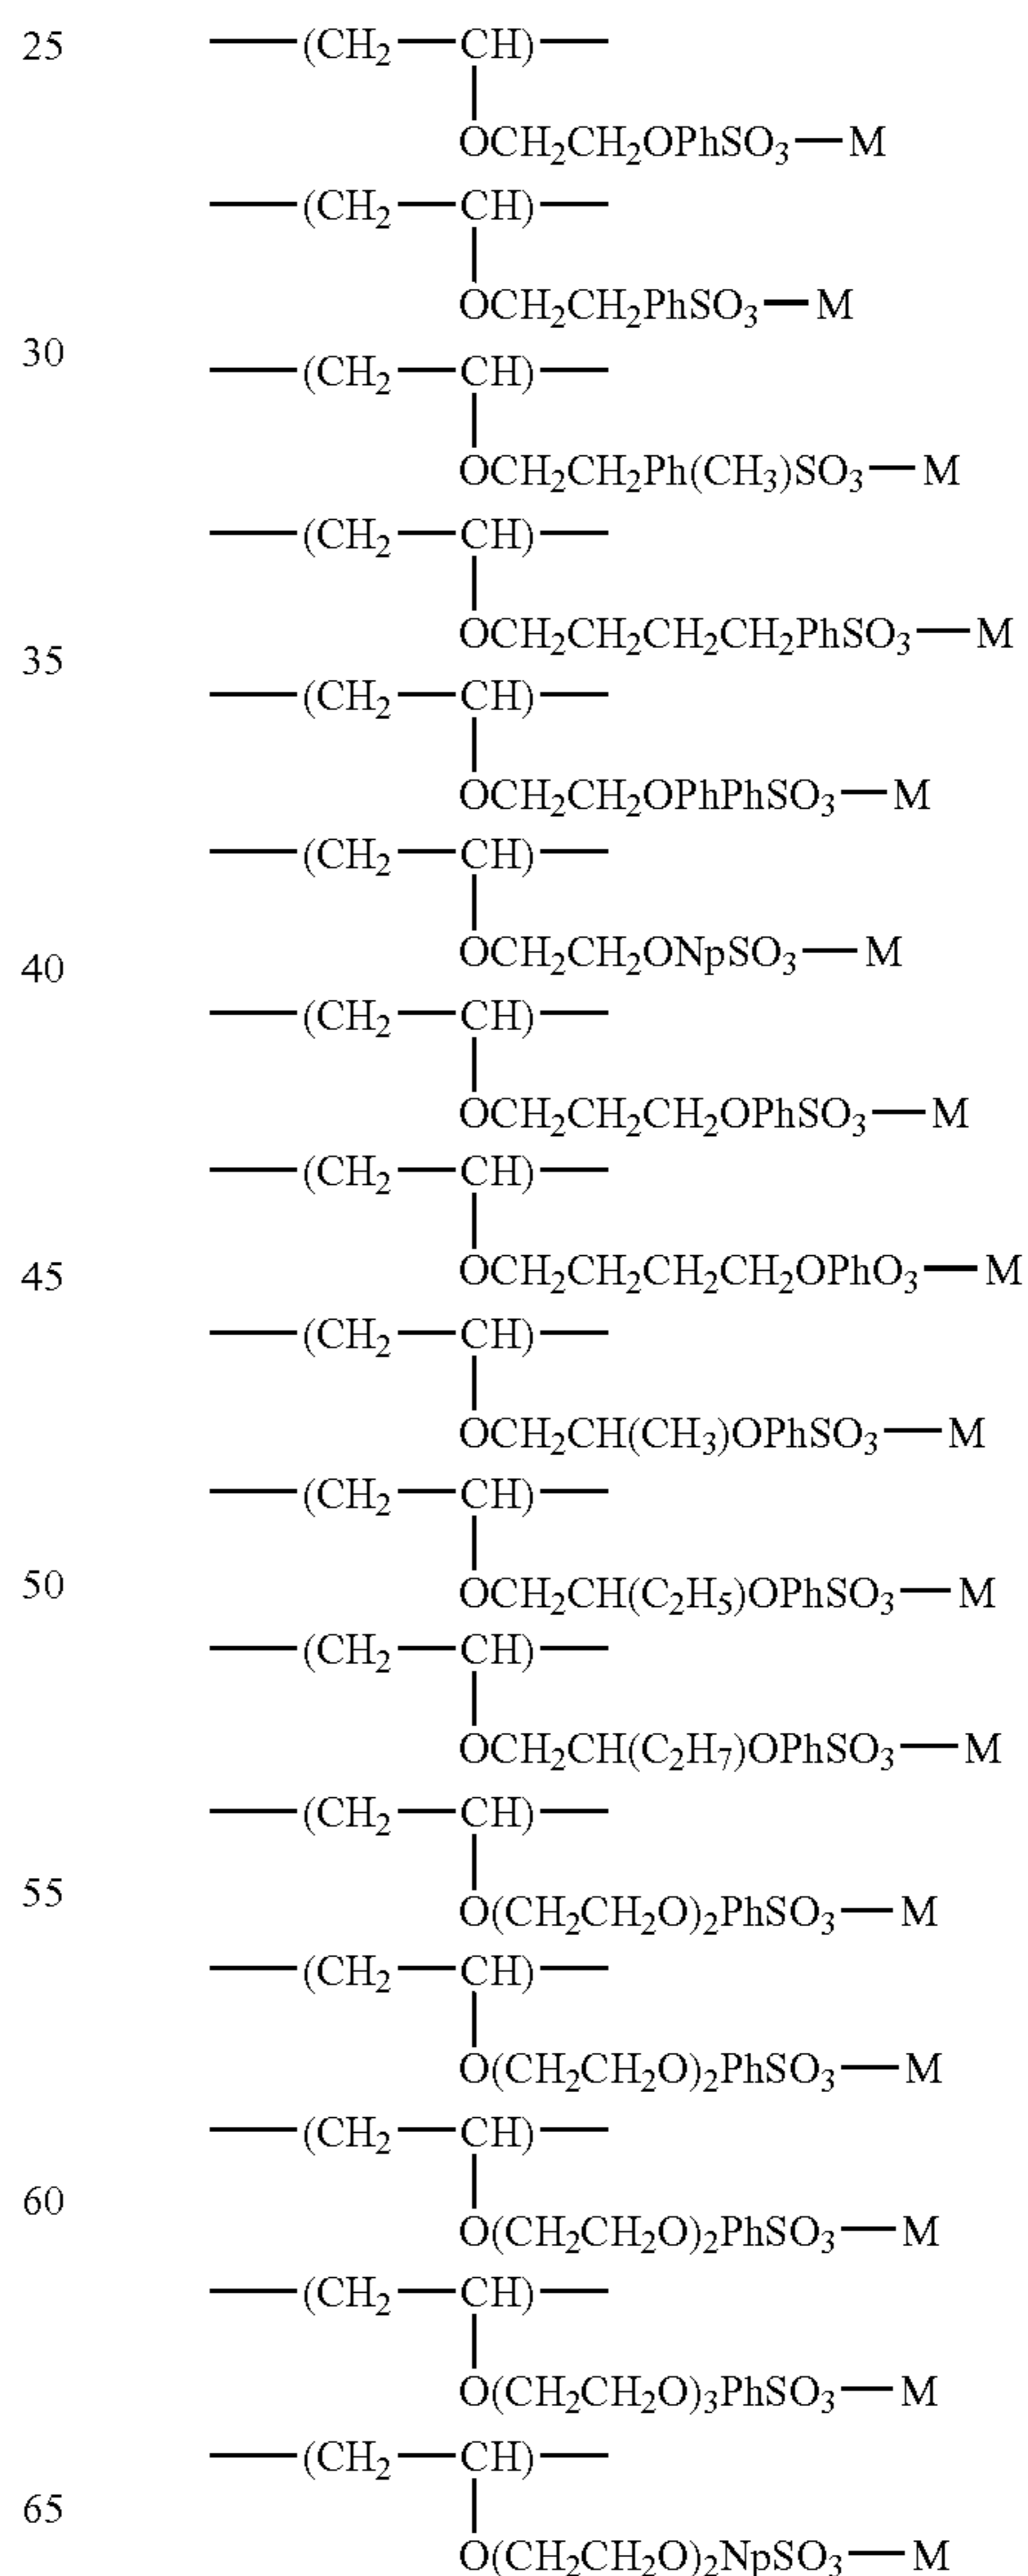 25 —(CH₂—CH)—
OCH₂CH₂OPhSO₃—M
—(CH₂—CH)—
OCH₂CH₂PhSO₃—M
30
—(CH₂—CH)—
OCH₂CH₂Ph(CH₃)SO₃—M
—(CH₂—CH)—
OCH₂CH₂CH₂CH₂PhSO₃—M
35
—(CH₂—CH)—
OCH₂CH₂OPhPhSO₃—M
—(CH₂—CH)—
OCH₂CH₂ONpSO₃—M
40
—(CH₂—CH)—
OCH₂CH₂CH₂OPhSO₃—M
—(CH₂—CH)—
45 OCH₂CH₂CH₂CH₂OPhO₃—M
—(CH₂—CH)—
OCH₂CH(CH₃)OPhSO₃—M
—(CH₂—CH)—
50 OCH₂CH(C₂H₅)OPhSO₃—M
—(CH₂—CH)—
OCH₂CH(C₂H₇)OPhSO₃—M
—(CH₂—CH)—
55 O(CH₂CH₂O)₂PhSO₃—M
—(CH₂—CH)—
O(CH₂CH₂O)₂PhSO₃—M
—(CH₂—CH)—
60 O(CH₂CH₂O)₂PhSO₃—M
—(CH₂—CH)—
O(CH₂CH₂O)₃PhSO₃—M
—(CH₂—CH)—
65 O(CH₂CH₂O)₂NpSO₃—M